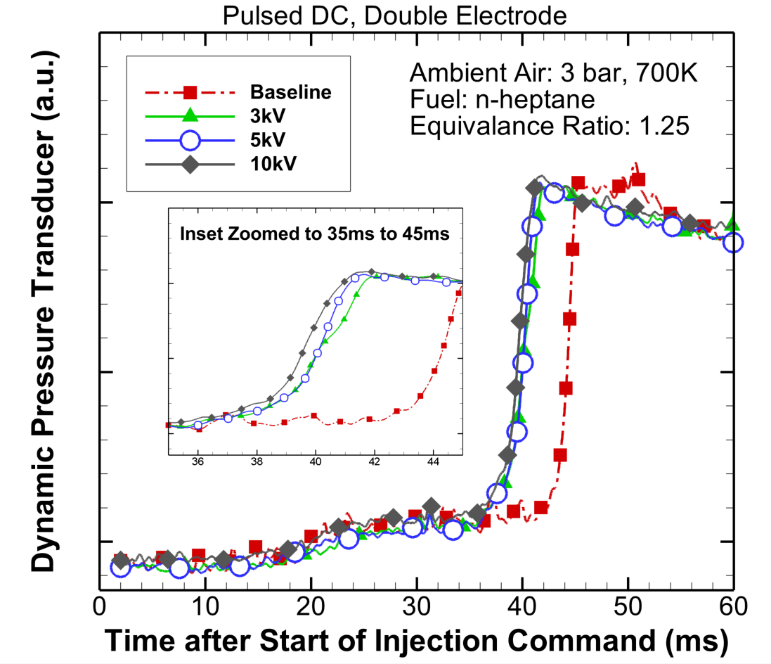 Pulsed DC, Double Electrode
Dynamic Pressure Transducer (a.u.)
Baseline
3kV
5kV
10kV
Ambient Air: 3 bar, 700K
Fuel: n-heptane
Equivalance Ratio: 1.25
Inset Zoomed to 35ms to 45ms
36 38 40 42 44
0 10 20 30 40 50 60
Time after Start of Injection Command (ms)